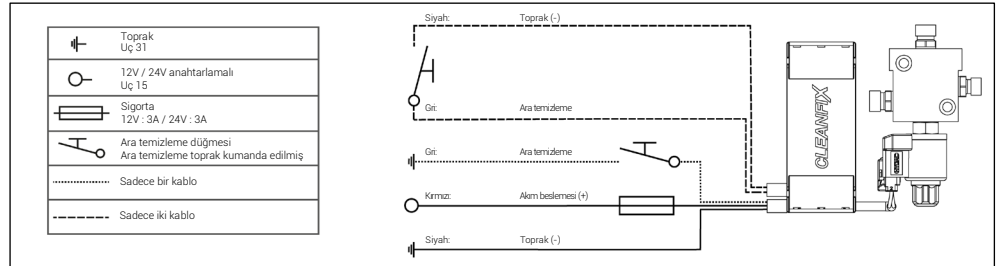 Toprak
Uç 31
12V / 24V anahtarlamalı
Uç 15
Sigorta
12V : 3A / 24V : 3A
Ara temizleme düğmesi
Ara temizleme toprak kumanda edilmiş
Sadece bir kablo
Sadece iki kablo
Siyah: Toprak (-)
Gri: Ara temizleme
Gri: Ara temizleme
Kırmızı: Akım beslemesi (+)
Siyah: Toprak (-)
CLEANFIX